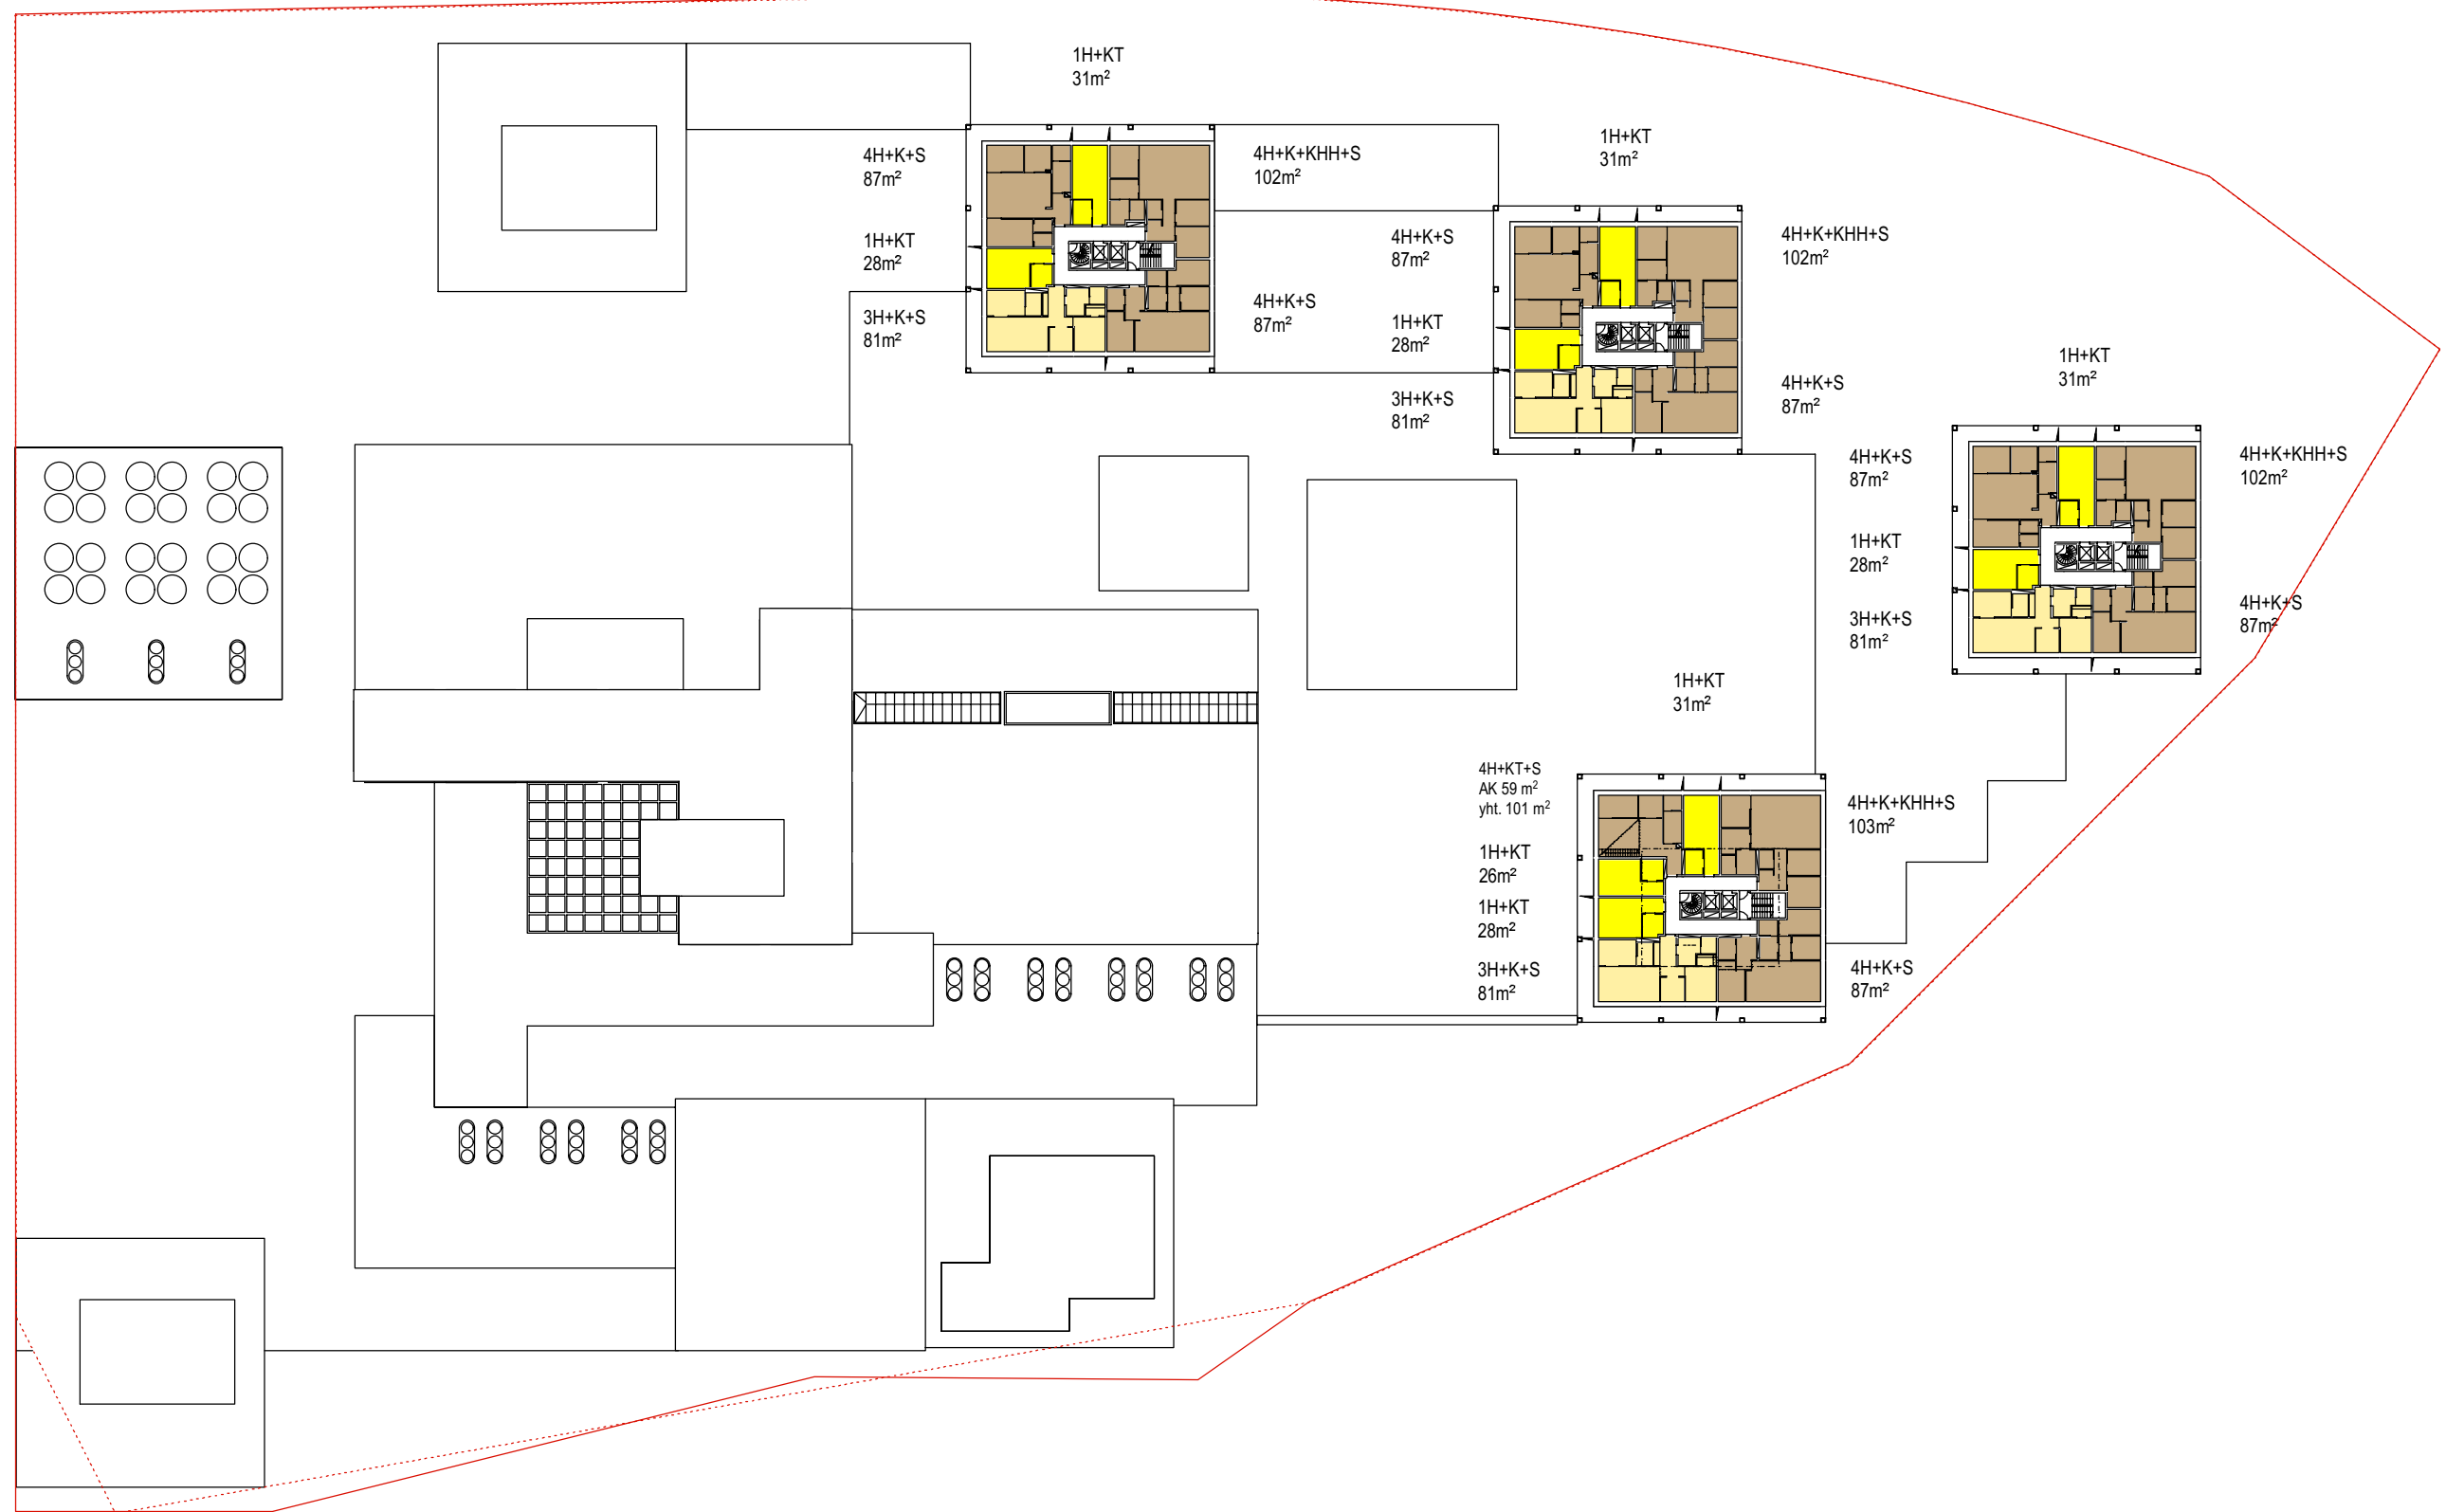 1H+KT
31m²
4H+K+S
87m²
1H+KT
28m²
3H+K+S
81m²
4H+K+KHH+S
102m²
4H+K+S
87m²
1H+KT
31m²
4H+K+S
87m²
1H+KT
28m²
3H+K+S
81m²
4H+K+KHH+S
102m²
4H+K+S
87m²
1H+KT
31m²
4H+K+S
87m²
1H+KT
28m²
3H+K+S
81m²
4H+K+KHH+S
102m²
4H+K+S
87m²
1H+KT
31m²
4H+KT+S
AK 59 m²
yht. 101 m²
1H+KT
26m²
1H+KT
28m²
3H+K+S
81m²
4H+K+KHH+S
103m²
4H+K+S
87m²